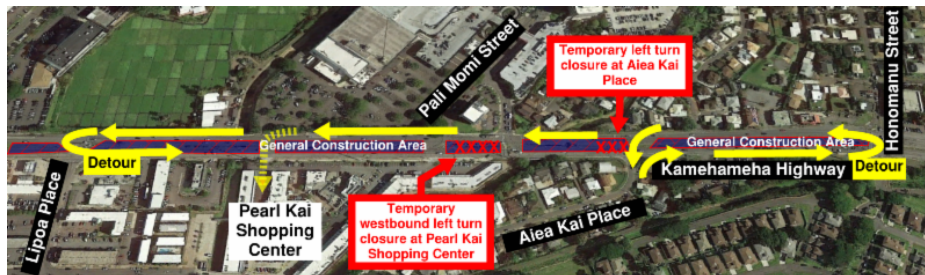 Honomanu Street
Pali Momi Street
Temporary left turn
closure at Aiea Kai
Place
General Construction Area
XXXX
XXX
General Construction Area
Detour
Kamehameha Highway
Detour
Lipoa Place
Pearl Kai
Shopping
Center
Temporary
westbound left turn
closure at Pearl Kai
Shopping Center
Aiea Kai Place